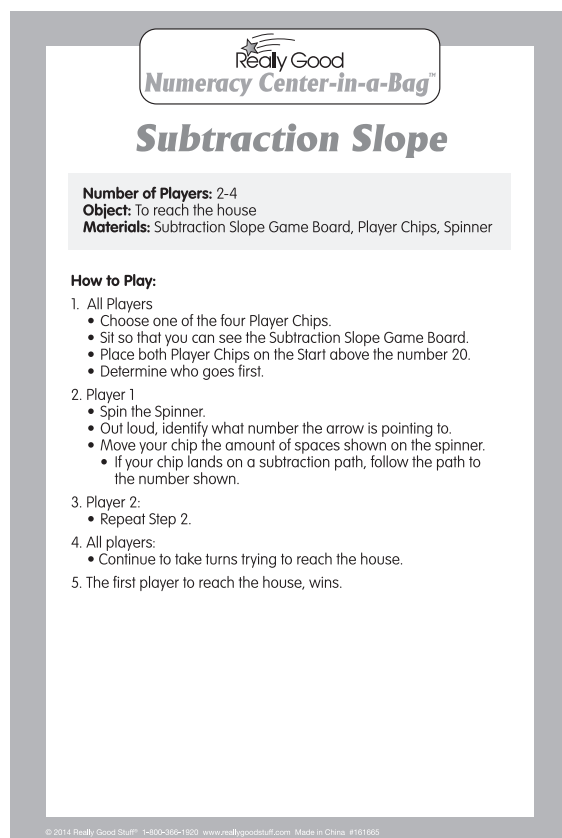 Really Good
Numeracy Center-in-a-Bag™
Subtraction Slope
Number of Players: 2-4
Object: To reach the house
Materials: Subtraction Slope Game Board, Player Chips, Spinner
How to Play:
1. All Players
• Choose one of the four Player Chips.
• Sit so that you can see the Subtraction Slope Game Board.
• Place both Player Chips on the Start above the number 20.
• Determine who goes first.
2. Player 1
• Spin the Spinner.
• Out loud, identify what number the arrow is pointing to.
• Move your chip the amount of spaces shown on the spinner.
• If your chip lands on a subtraction path, follow the path to
the number shown.
3. Player 2:
• Repeat Step 2.
4. All players:
• Continue to take turns trying to reach the house.
5. The first player to reach the house, wins.
© 2014 Really Good Stuff® 1-800-366-1920 www.reallygoodstuff.com Made in China #161665